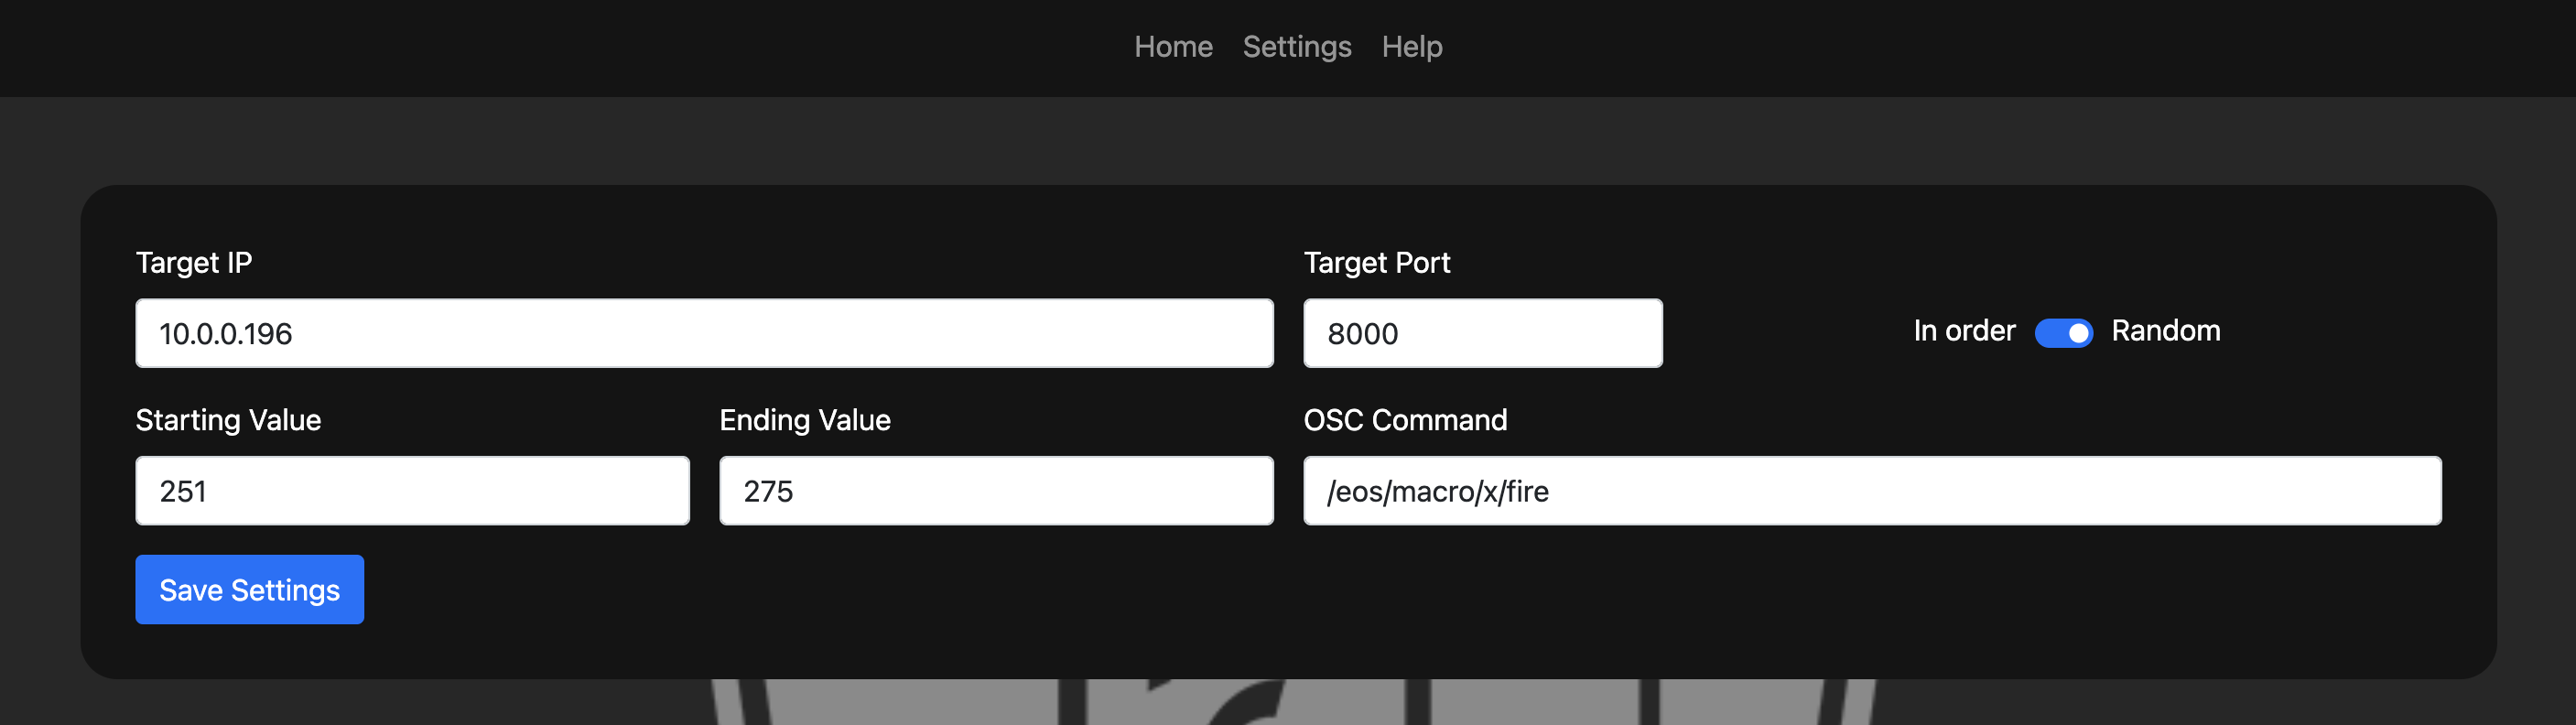 Home Settings Help
Target IP
Target Port
10.0.0.196
8000
In order Random
Starting Value
Ending Value
OSC Command
251
275
/eos/macro/x/fire
Save Settings